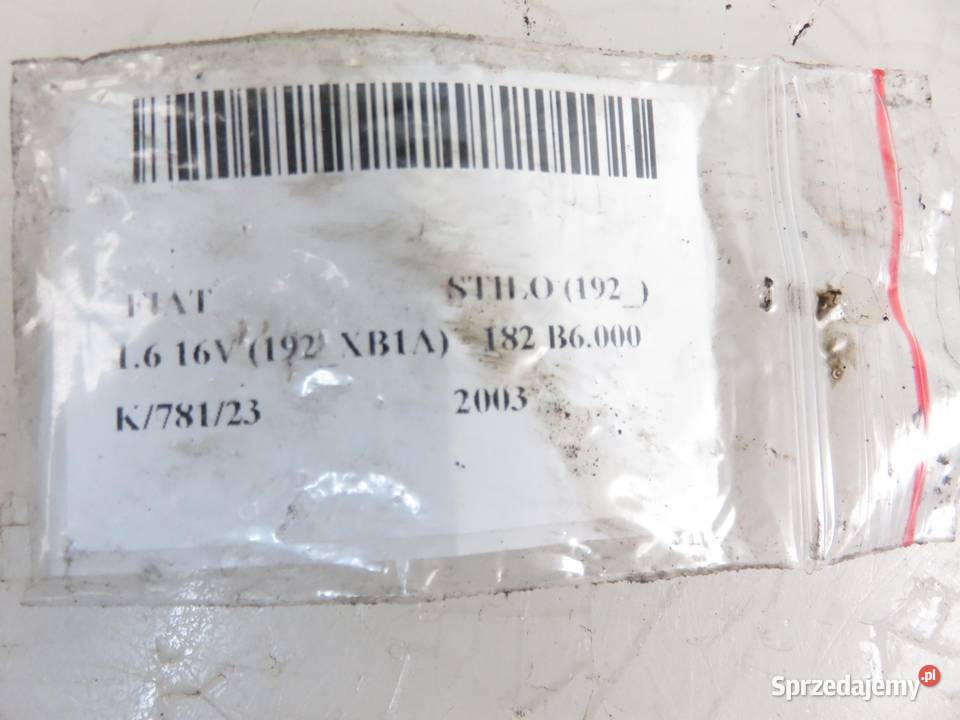 FIAT STILO (192_)
1.6 16V (192_XB1A) 182 B6.000
K/781/23 2003
Sprzedajemy.pl